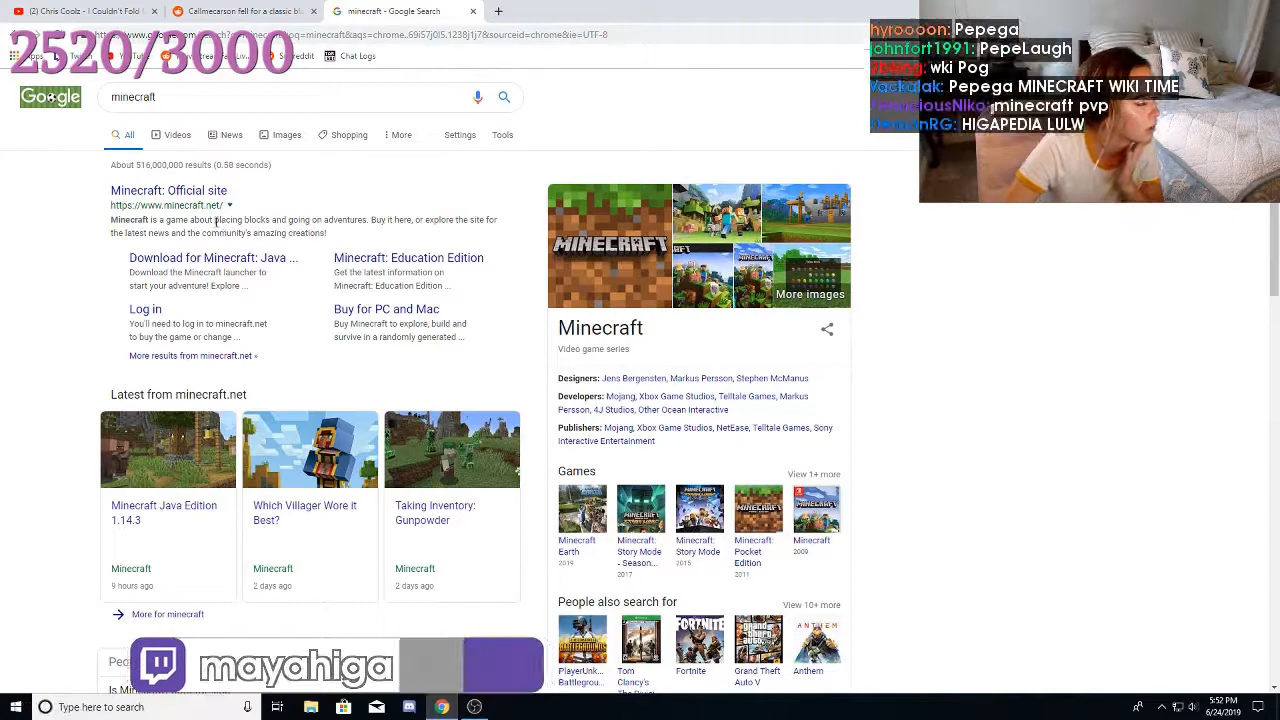 (2) Chris Coolz - I Couldn't Fold
Callmecarson fell for a classic
minecraft - Google Search
2520/3000
Chat Logs
hyroooon: Pepega
johnfort1991: PepeLaugh
wki Pog
Vackalak: Pepega MINECRAFT WIKI TIME
minecraft pvp
DemonRG: HIGAPEDIA LULW
Google
minecraft
All
Videos
News
Images
Shopping
More
Settings
Tools
About 516,000,000 results (0.58 seconds)
Minecraft: Official site
https://www.minecraft.net/
Minecraft is a game about placing blocks and going on adventures. Buy it here, or explore the site for
the latest news and the community's amazing creations!
Download for Minecraft: Java ...
Download the Minecraft launcher to
start your adventure! Explore ...
Minecraft: Education Edition
Get the latest information on
Minecraft: Education Edition ...
Log in
You'll need to log in to minecraft.net
to buy the game or change ...
Buy for PC and Mac
Buy Minecraft to explore, build and
survive in a randomly generated ...
More results from minecraft.net »
Latest from minecraft.net
Minecraft Java Edition
1.14.3
Minecraft
9 hours ago
Which Villager Wore it
Best?
Minecraft
2 days ago
Taking Inventory:
Gunpowder
Minecraft
2 days ago
More for minecraft
MINECRAFT
More images
Minecraft
Video game series
Designers: Jens Bergensten, Markus Persson, Stephen McManus
Developers: Mojang, Xbox Game Studios, Telltale Games, Markus
Persson, 4J Studios, Other Ocean Interactive
Publishers: Mojang, Xbox Game Studios, NetEase, Telltale Games, Sony
Interactive Entertainment
Games
View 1+ more
Minecraft
Earth
2019
Minecraft:
Story Mode
- Season...
2017
Minecraft:
Story Mode
2015
Minecraft:
Pocket
Edition
2011
Minecraft
2009
People also search for
View 10+ more
PlayerUnk...
Battlegrou...
Tom
Clancy's
Fortnite
Grand Theft
Auto V
ANTHEM
Anthem
mayahiga
Type here to search
5:52 PM
6/24/2019